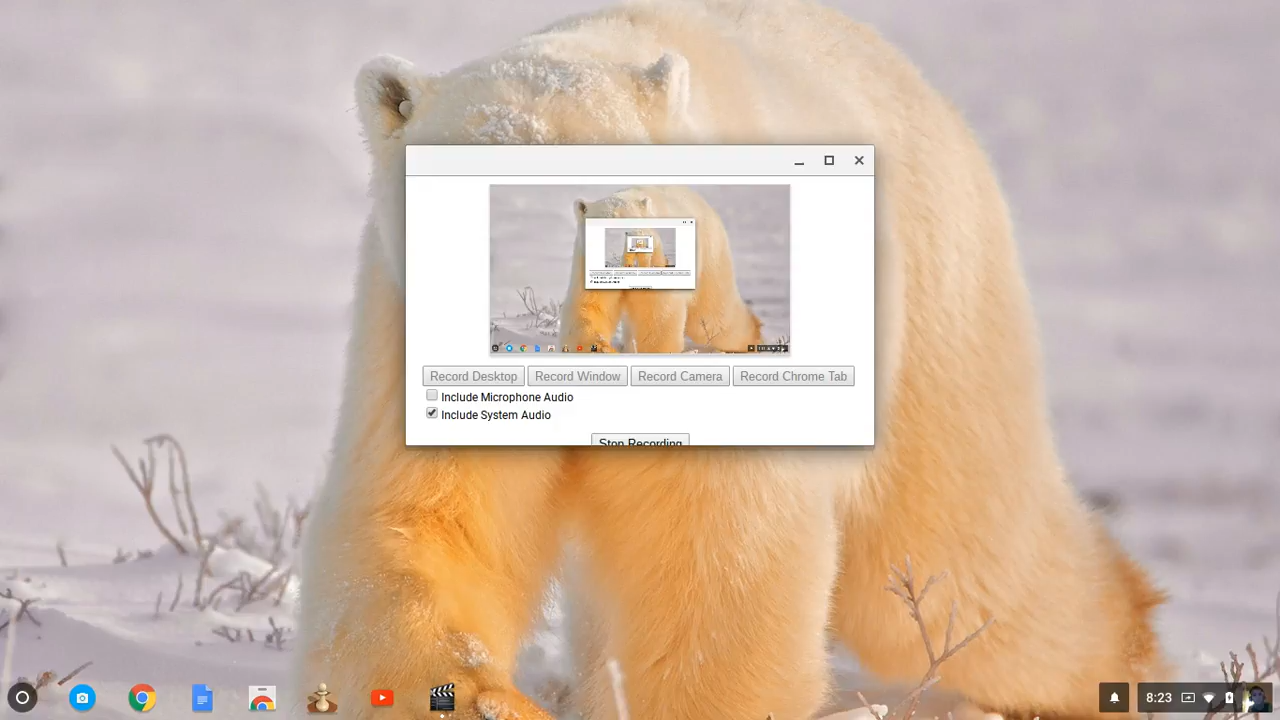 Record Desktop Record Window Record Camera Record Chrome Tab
Include Microphone Audio
Include System Audio
Stop Recording
8:23